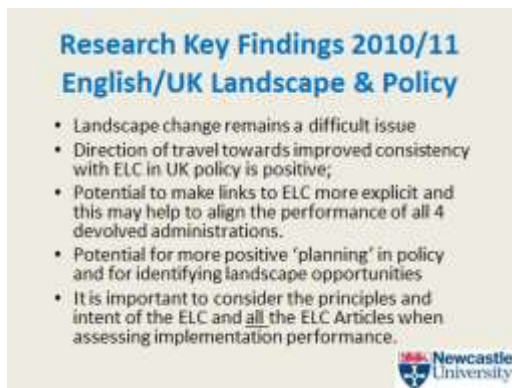 Research Key Findings 2010/11
English/UK Landscape & Policy
• Landscape change remains a difficult issue
• Direction of travel towards improved consistency
with ELC in UK policy is positive;
• Potential to make links to ELC more explicit and
this may help to align the performance of all 4
devolved administrations.
• Potential for more positive 'planning' in policy
and for identifying landscape opportunities
• It is important to consider the principles and
intent of the ELC and all the ELC Articles when
assessing implementation performance.
Newcastle
University